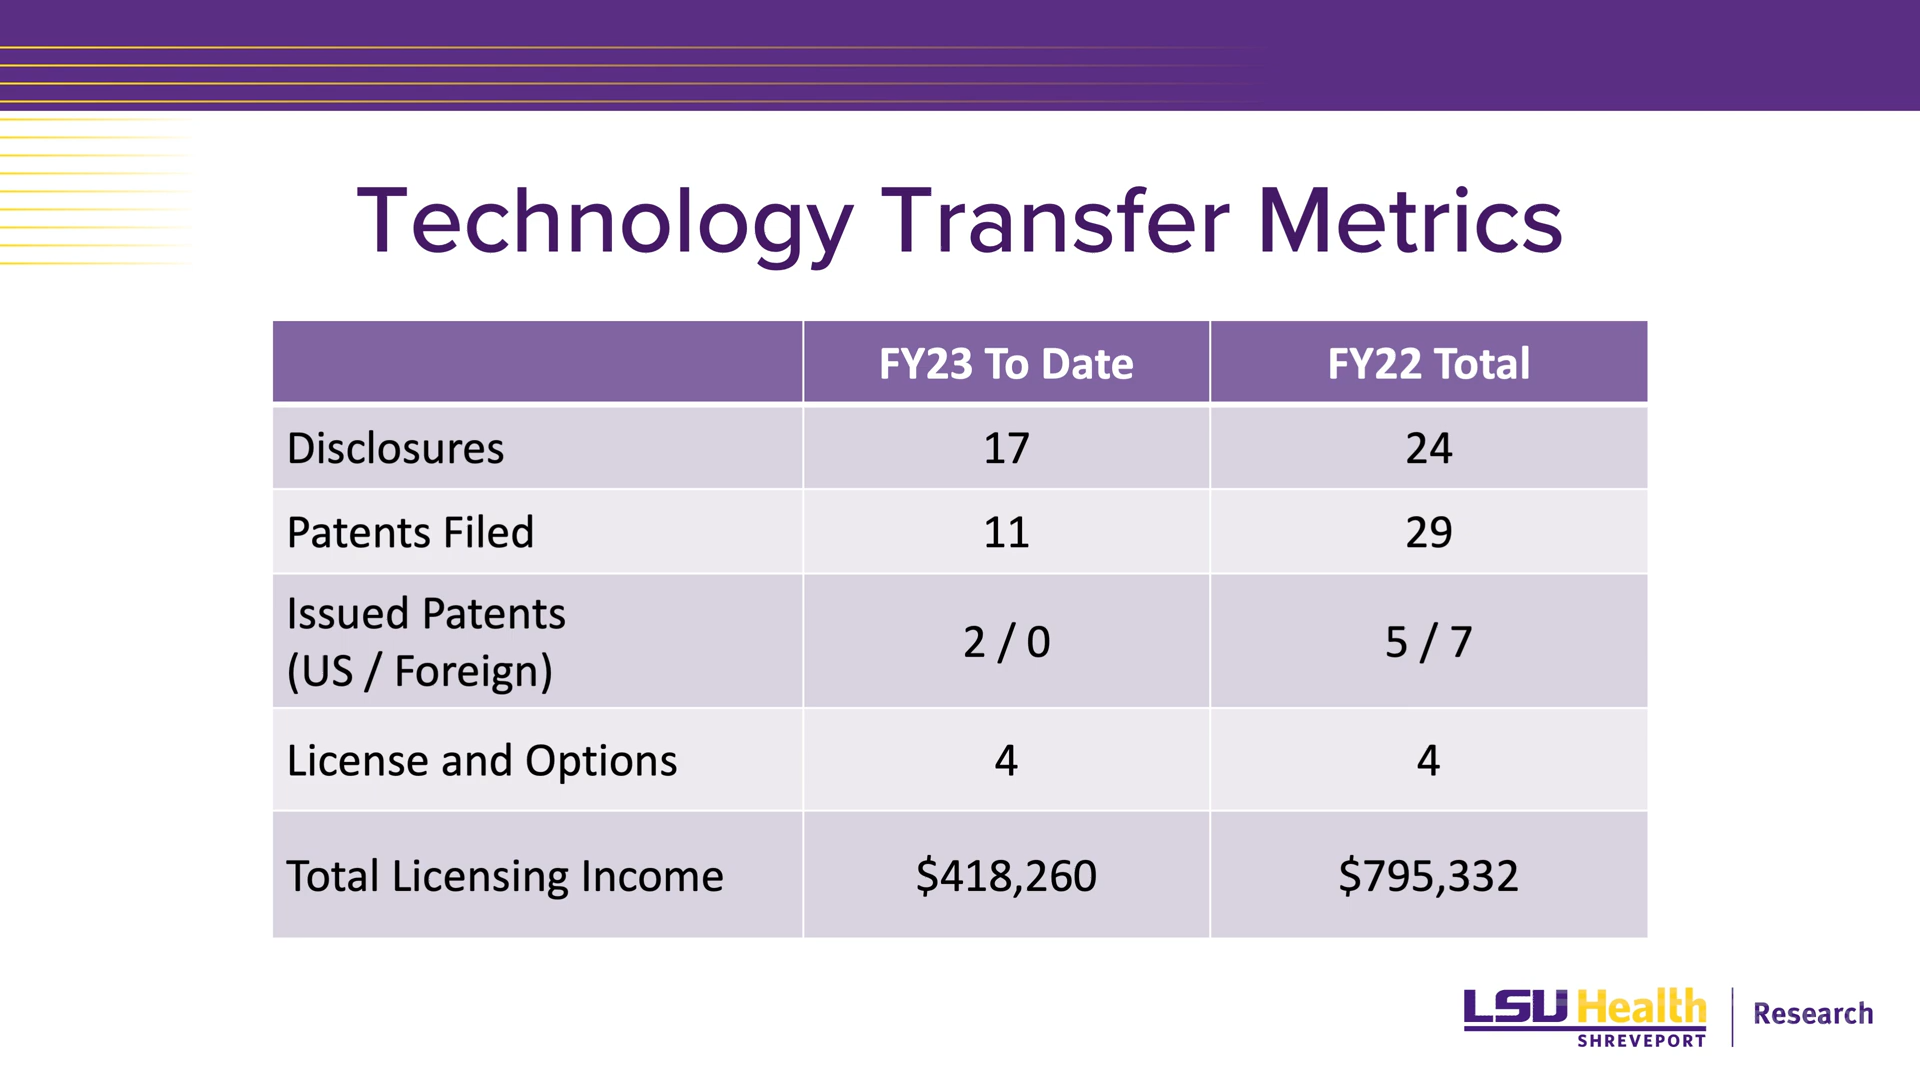 Technology Transfer Metrics
FY23 To Date FY22 Total
Disclosures 17 24
Patents Filed 11 29
Issued Patents
(US / Foreign) 2 / 0 5 / 7
License and Options 4 4
Total Licensing Income $418,260 $795,332
LSU Health Research
SHREVEPORT